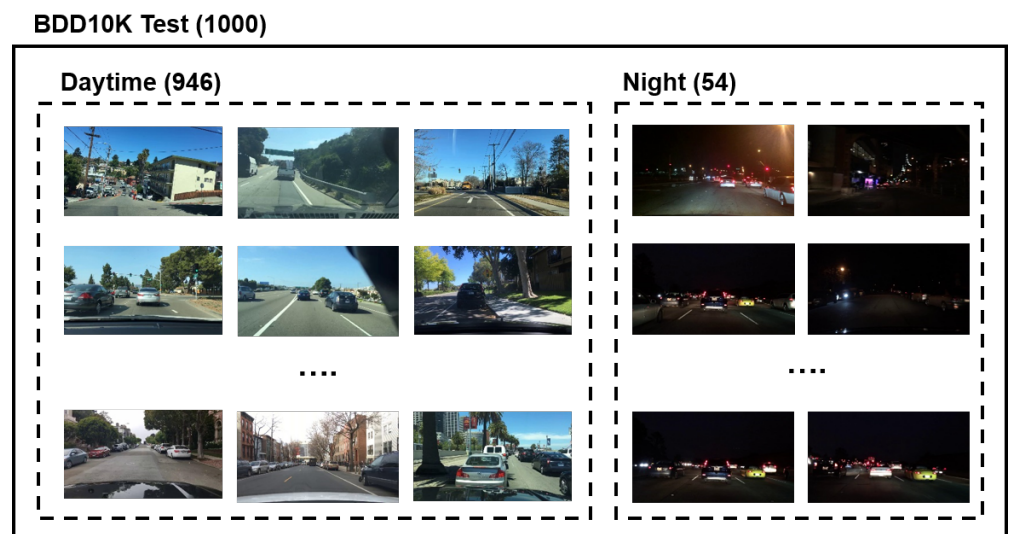 BDD10K Test (1000)
Daytime (946)
Night (54)
....
....